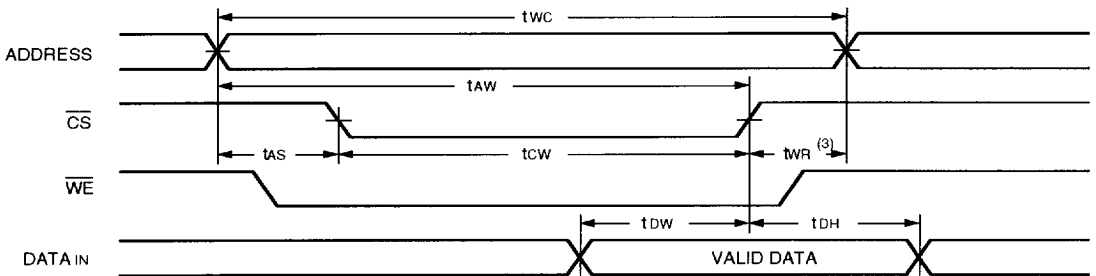 tWC
ADDRESS
tAW
CS
tAS
tCW
tWR (3)
WE
tDW
tDH
DATA IN
VALID DATA